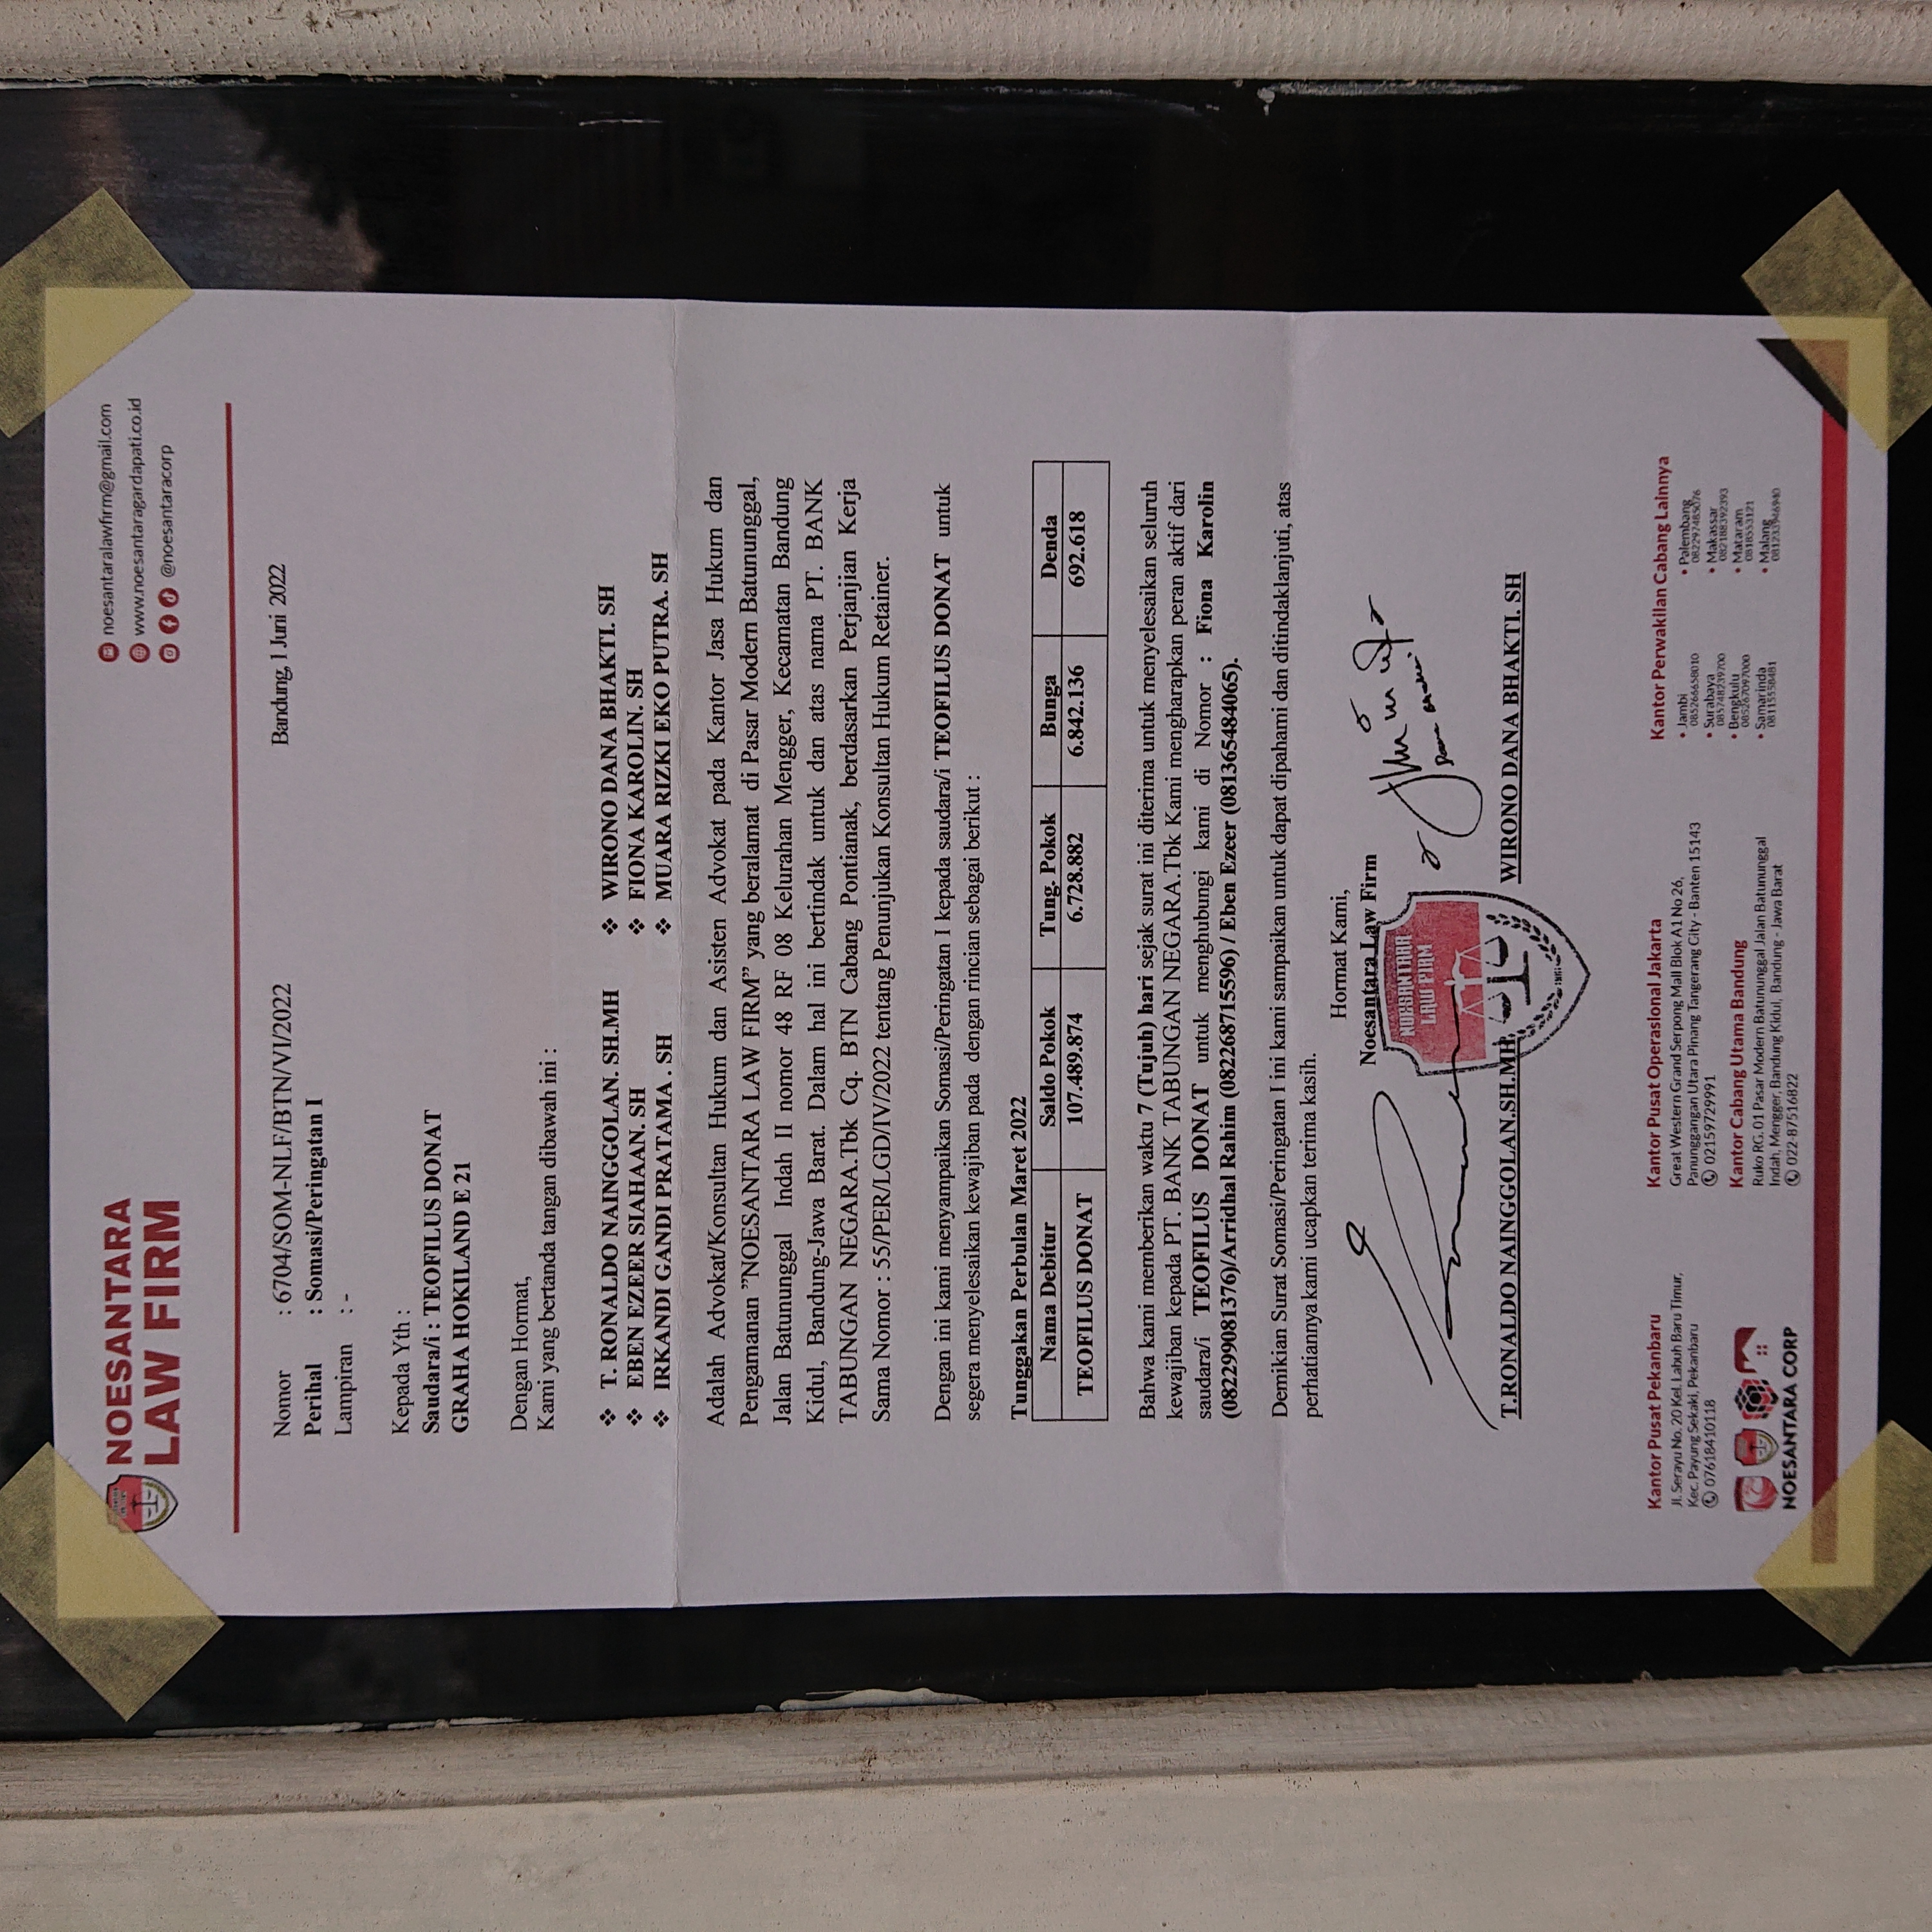 NOESANTARA
LAW FIRM
noesantaralawfirm@gmail.com
www.noesantaragardapati.co.id
@noesantaracorp
Nomor : 6704/SOM-NLF/BTN/VI/2022
Bandung, 1 Juni 2022
Perihal : Somasi/Peringatan I
Lampiran : -
Kepada Yth :
Saudara/i : TEOFILUS DONAT
GRAHA HOKILAND E 21
Dengan Hormat,
Kami yang bertanda tangan dibawah ini :
❖ T. RONALDO NAINGGOLAN. SH.MH ❖ WIRONO DANA BHAKTI. SH
❖ EBEN EZEER SIAHAAN. SH ❖ FIONA KAROLIN. SH
❖ IRKANDI GANDI PRATAMA . SH ❖ MUARA RIZKI EKO PUTRA. SH
Adalah Advokat/Konsultan Hukum dan Asisten Advokat pada Kantor Jasa Hukum dan
Pengamanan "NOESANTARA LAW FIRM" yang beralamat di Pasar Modern Batununggal,
Jalan Batununggal Indah II nomor 48 RF 08 Kelurahan Mengger, Kecamatan Bandung
Kidul, Bandung-Jawa Barat. Dalam hal ini bertindak untuk dan atas nama PT. BANK
TABUNGAN NEGARA.Tbk Cq. BTN Cabang Pontianak, berdasarkan Perjanjian Kerja
Sama Nomor : 55/PER/LGD/IV/2022 tentang Penunjukan Konsultan Hukum Retainer.
Dengan ini kami menyampaikan Somasi/Peringatan I kepada saudara/i TEOFILUS DONAT untuk
segera menyelesaikan kewajiban pada dengan rincian sebagai berikut :
Tunggakan Perbulan Maret 2022
Nama Debitur Saldo Pokok Tung. Pokok Bunga Denda
TEOFILUS DONAT 107.489.874 6.728.882 6.842.136 692.618
Bahwa kami memberikan waktu 7 (Tujuh) hari sejak surat ini diterima untuk menyelesaikan seluruh
kewajiban kepada PT. BANK TABUNGAN NEGARA.Tbk Kami mengharapkan peran aktif dari
saudara/i TEOFILUS DONAT untuk menghubungi kami di Nomor : Fiona Karolin
(082299081376)/Arridhal Rahim (082268715596) / Eben Ezeer (081365484065).
Demikian Surat Somasi/Peringatan I ini kami sampaikan untuk dapat dipahami dan ditindaklanjuti, atas
perhatiannya kami ucapkan terima kasih.
Hormat Kami,
Noesantara Law Firm
NOESANTARA
LAW FIRM
T.RONALDO NAINGGOLAN.SH.MH. WIRONO DANA BHAKTI. SH
Kantor Pusat Pekanbaru
Jl. Serayu No. 20 Kel. Labuh Baru Timur,
Kec. Payung Sekaki, Pekanbaru
07618410118
NOESANTARA CORP
Kantor Pusat Operasional Jakarta
Great Western Grand Serpong Mall Blok A1 No 26,
Panunggangan Utara Pinang Tangerang City - Banten 15143
02159729991
Kantor Cabang Utama Bandung
Ruko RG. 01 Pasar Modern Batununggal Jalan Batununggal
Indah, Mengger, Bandung Kidul, Bandung - Jawa Barat
022-87516822
Kantor Perwakilan Cabang Lainnya
• Jambi
085266658010
• Surabaya
085748739700
• Bengkulu
085267097000
• Samarinda
08115558481
• Palembang
• Makassar
082188392393
• Mataram
0818553121
• Malang